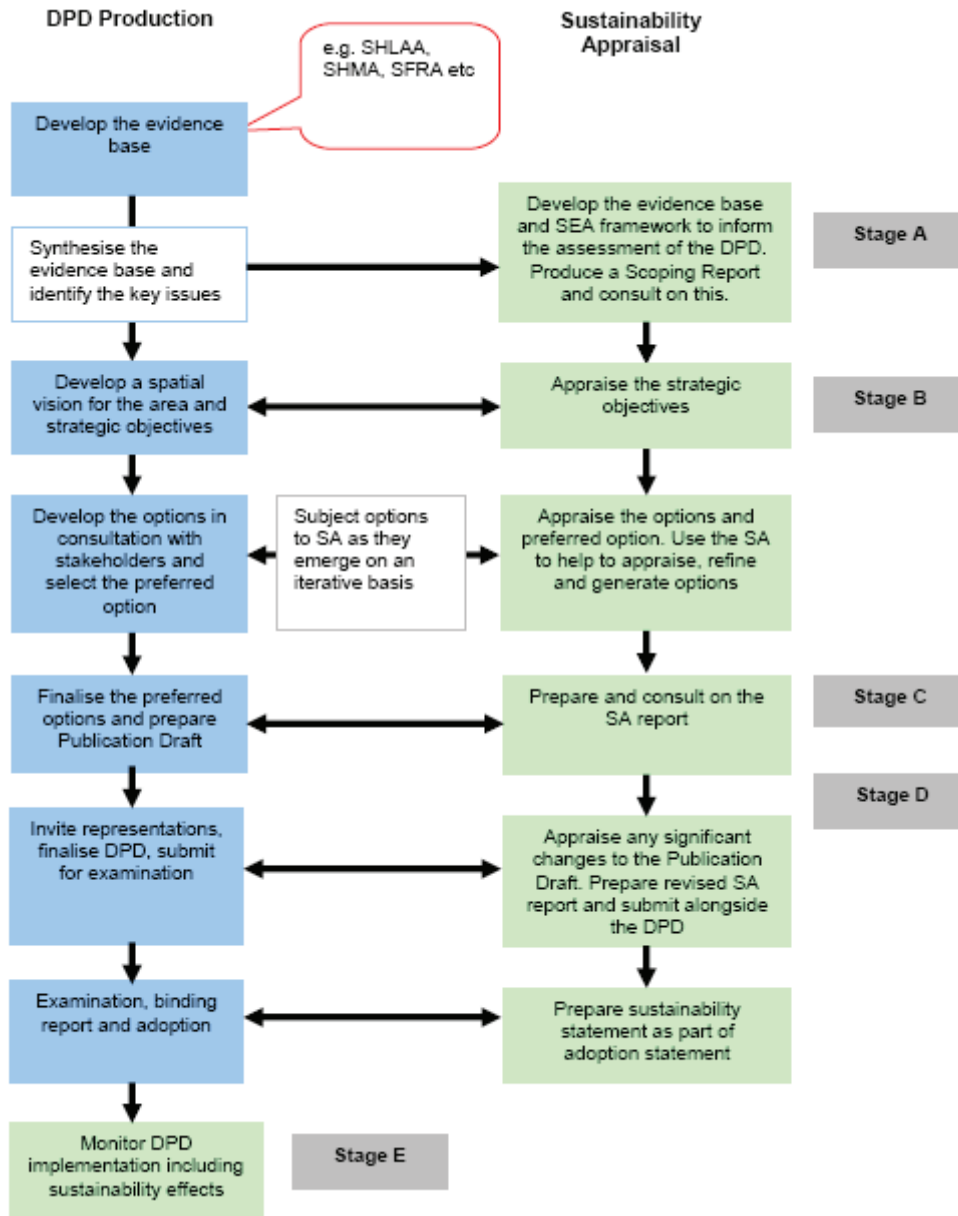 DPD Production
Sustainability
Appraisal
e.g. SHLAA,
SHMA, SFRA etc
Develop the evidence
base
Synthesise the
evidence base and
identify the key issues
Develop the evidence base
and SEA framework to inform
the assessment of the DPD.
Produce a Scoping Report
and consult on this.
Stage A
Develop a spatial
vision for the area and
strategic objectives
Appraise the strategic
objectives
Stage B
Develop the options in
consultation with
stakeholders and
select the preferred
option
Subject options
to SA as they
emerge on an
iterative basis
Appraise the options and
preferred option. Use the SA
to help to appraise, refine
and generate options
Finalise the preferred
options and prepare
Publication Draft
Prepare and consult on the
SA report
Stage C
Stage D
Invite representations,
finalise DPD, submit
for examination
Appraise any significant
changes to the Publication
Draft. Prepare revised SA
report and submit alongside
the DPD
Examination, binding
report and adoption
Prepare sustainability
statement as part of
adoption statement
Monitor DPD
implementation including
sustainability effects
Stage E